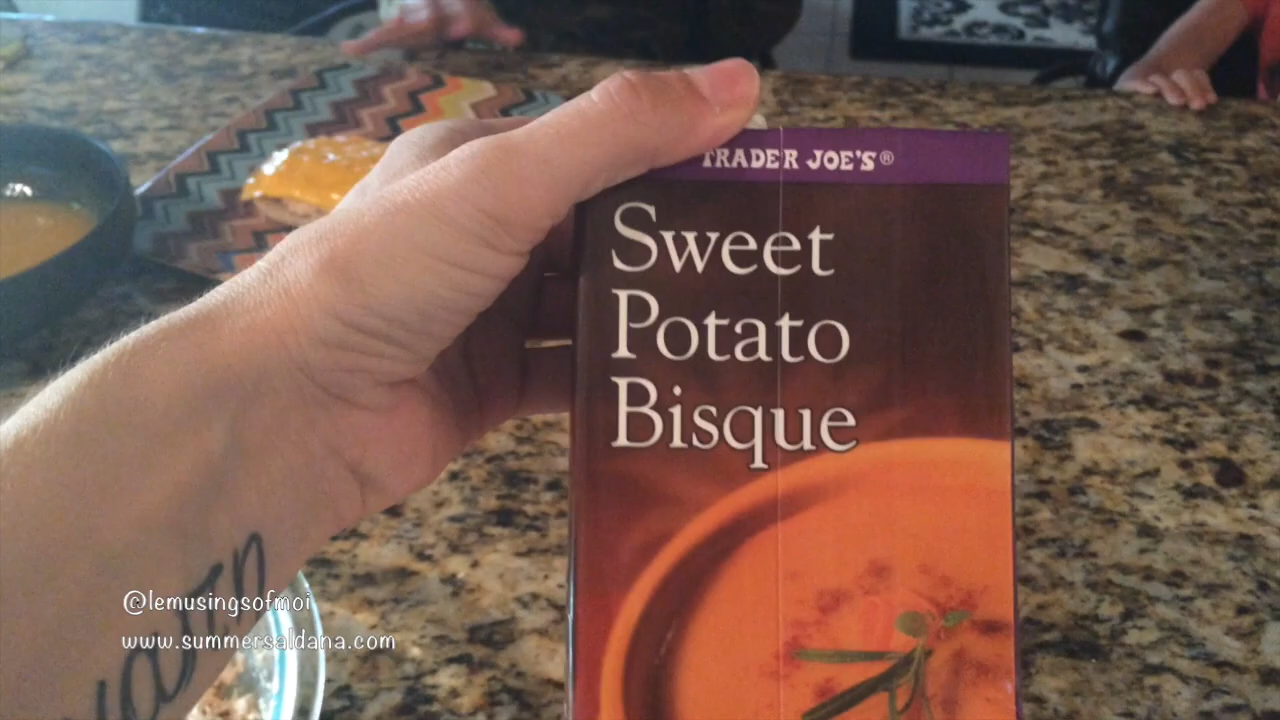 TRADER JOE'S®
Sweet
Potato
Bisque
@lemusingsofmoi
www.summersaldana.com